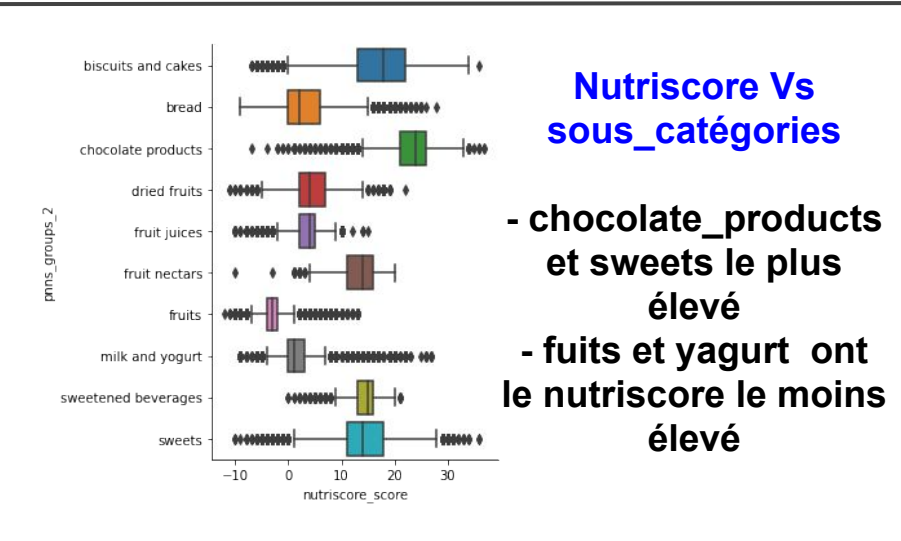 biscuits and cakes
bread
chocolate products
dried fruits
fruit juices
fruit nectars
fruits
milk and yogurt
sweetened beverages
sweets
pnns_groups_2
−10 0 10 20 30
nutriscore_score
Nutriscore Vs
sous_catégories
- chocolate_products
et sweets le plus
élevé
- fuits et yagurt ont
le nutriscore le moins
élevé